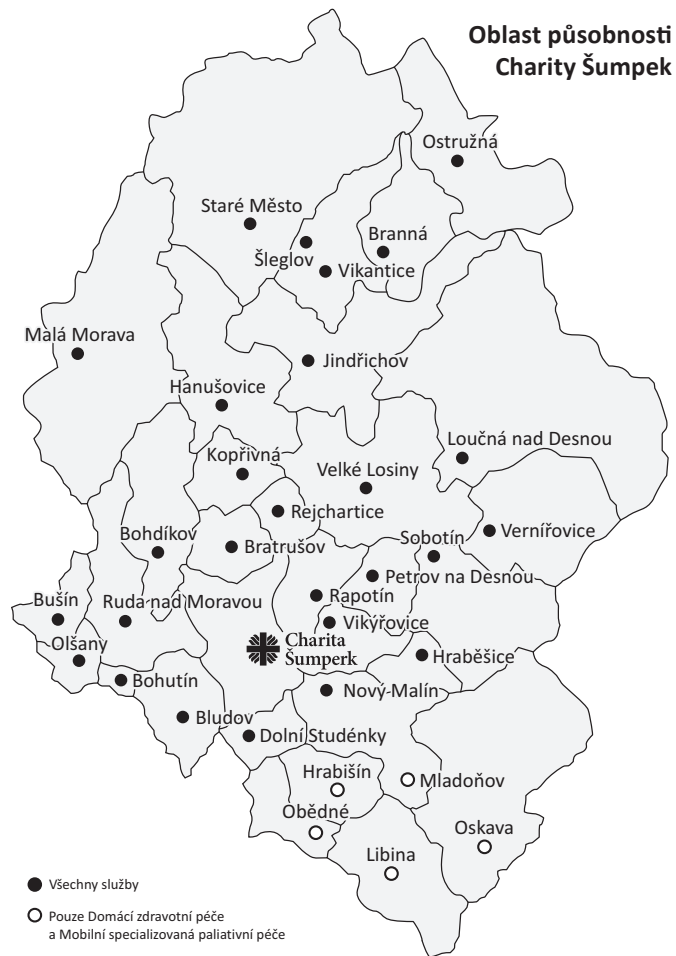 Oblast působnosti
Charity Šumpek
Ostružná
Staré Město
Branná
Šleglov
Vikantice
Malá Morava
Jindřichov
Hanušovice
Loučná nad Desnou
Kopřivná
Velké Losiny
Rejchartice
Vernířovice
Bohdíkov
Bratrušov
Sobotín
Petrov na Desnou
Bušín
Ruda nad Moravou
Rapotín
Vikýřovice
Olšany
Charita
Šumperk
Hraběšice
Bohutín
Nový Malín
Bludov
Dolní Studénky
Hrabišín
Mladoňov
Obědné
Oskava
Libina
Všechny služby
Pouze Domácí zdravotní péče
a Mobilní specializovaná paliativní péče